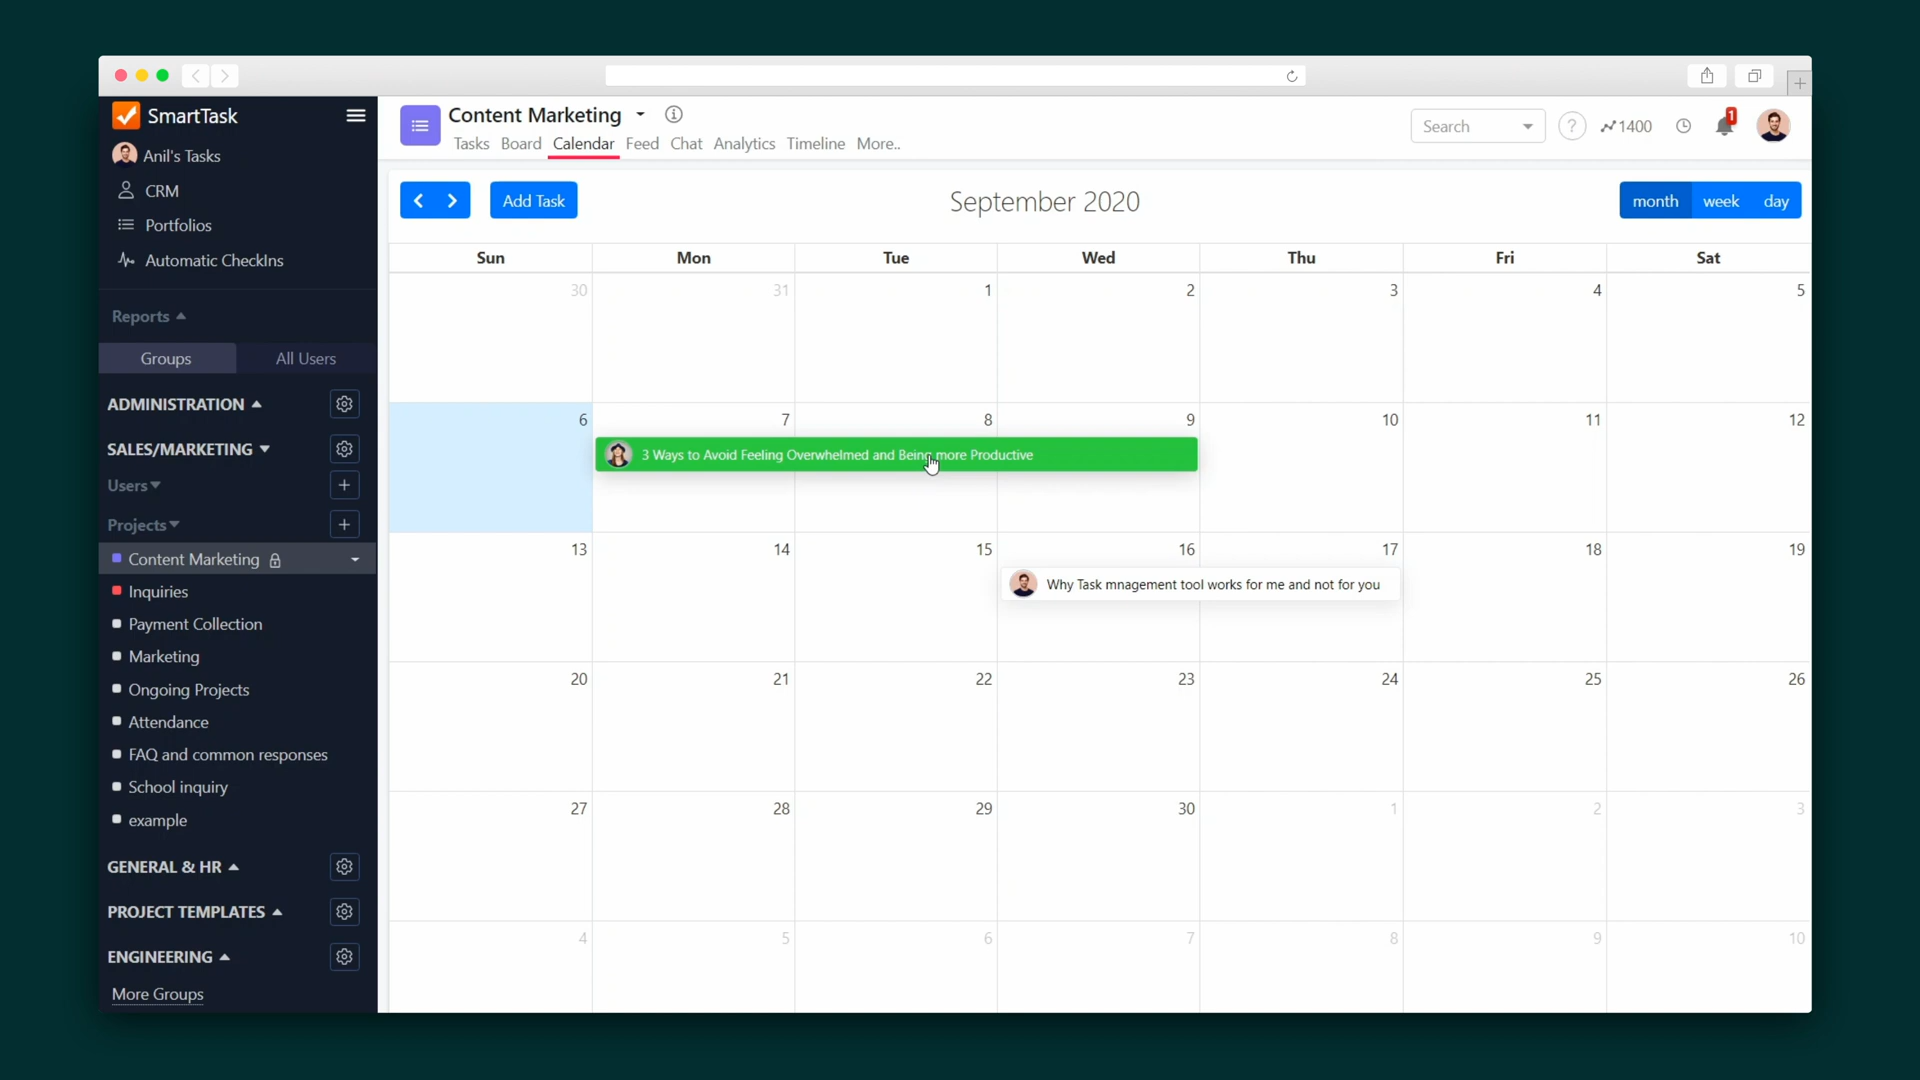 SmartTask
Anil's Tasks
CRM
Portfolios
Automatic CheckIns
Reports
Groups
All Users
ADMINISTRATION
SALES/MARKETING
Users
Projects
Content Marketing
Inquiries
Payment Collection
Marketing
Ongoing Projects
Attendance
FAQ and common responses
School inquiry
example
GENERAL & HR
PROJECT TEMPLATES
ENGINEERING
More Groups
Content Marketing
Tasks Board Calendar Feed Chat Analytics Timeline More..
Search ? 1400 1
Add Task
September 2020
month week day
Sun Mon Tue Wed Thu Fri Sat
30 31 1 2 3 4 5
6 7 8 9 10 11 12
3 Ways to Avoid Feeling Overwhelmed and Being more Productive
13 14 15 16 17 18 19
Why Task mnagement tool works for me and not for you
20 21 22 23 24 25 26
27 28 29 30 1 2 3
4 5 6 7 8 9 10